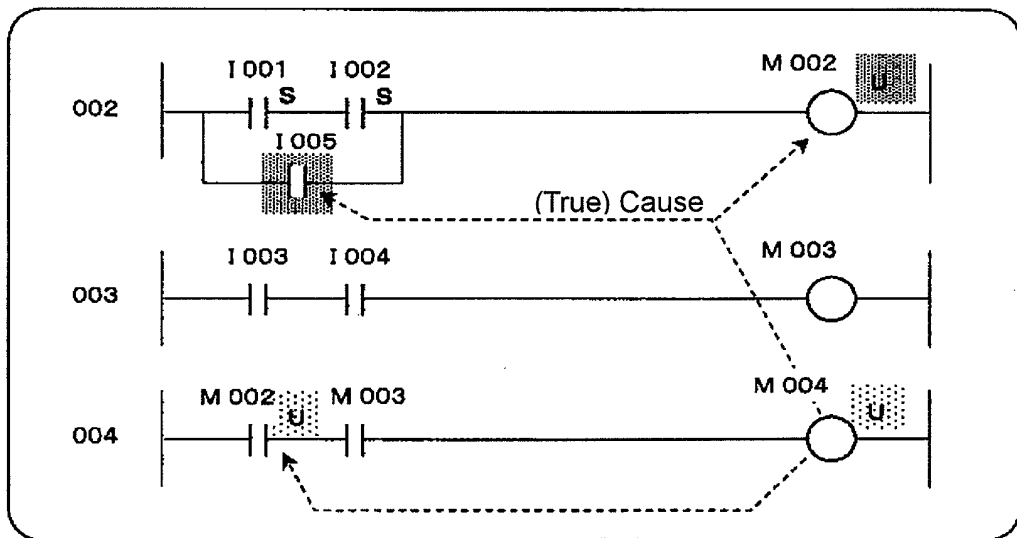 I 001 I 002 M 002
S S U
002
I 005
(True) Cause
I 003 I 004 M 003
003
M 002 M 003 M 004
U U
004